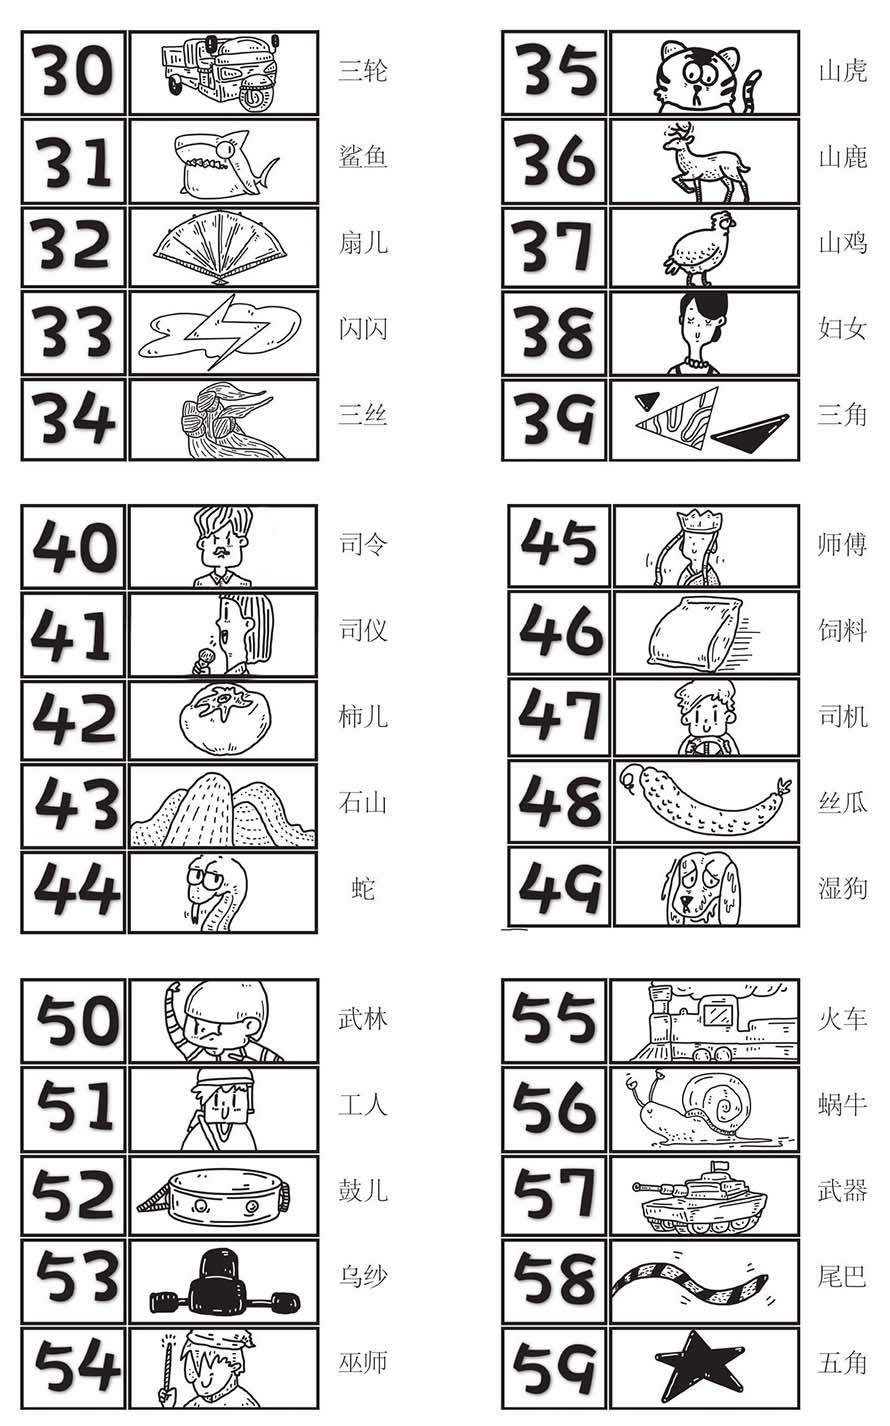 30 三轮
31 鲨鱼
32 扇儿
33 闪闪
34 三丝
35 山虎
36 山鹿
37 山鸡
38 妇女
39 三角
40 司令
41 司仪
42 柿儿
43 石山
44 蛇
45 师傅
46 饲料
47 司机
48 丝瓜
49 湿狗
50 武林
51 工人
52 鼓儿
53 乌纱
54 巫师
55 火车
56 蜗牛
57 武器
58 尾巴
59 五角